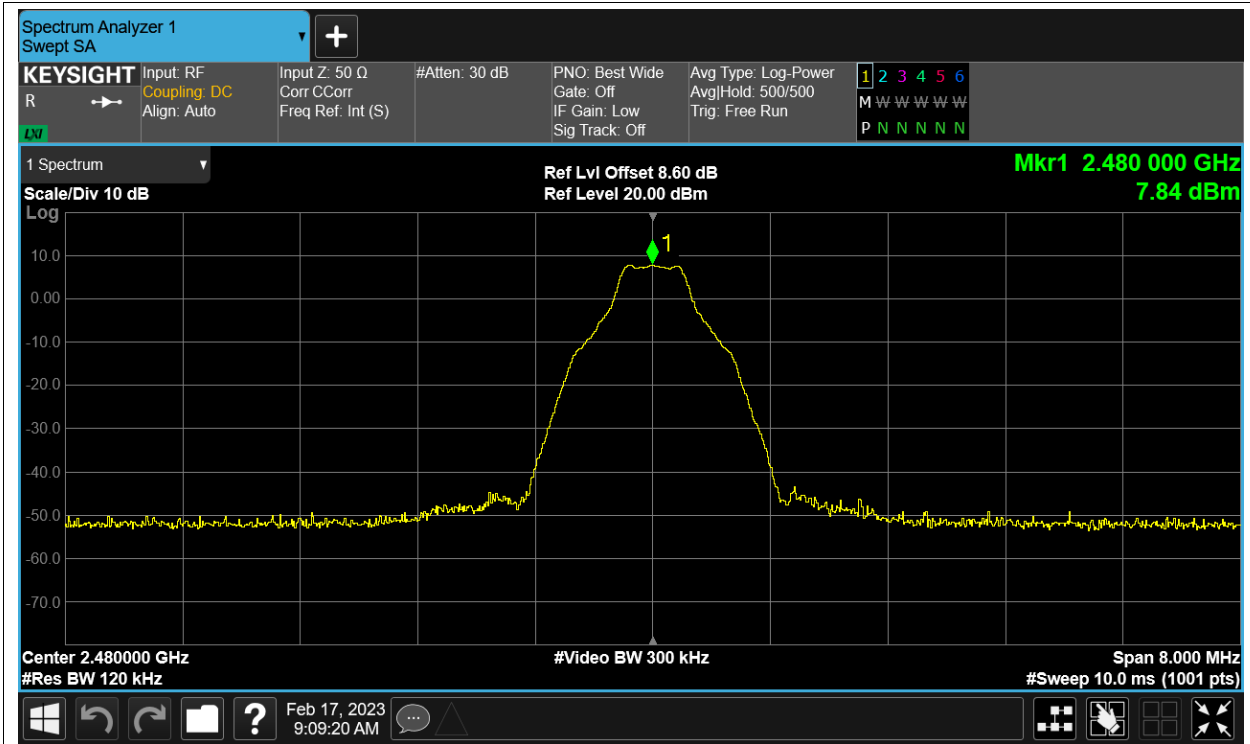 Spectrum Analyzer 1
Swept SA
KEYSIGHT
R
LXI
Input: RF
Coupling: DC
Align: Auto
Input Z: 50 Ω
Corr CCorr
Freq Ref: Int (S)
#Atten: 30 dB
PNO: Best Wide
Gate: Off
IF Gain: Low
Sig Track: Off
Avg Type: Log-Power
Avg|Hold: 500/500
Trig: Free Run
1 2 3 4 5 6
M W W W W W
P N N N N N
1 Spectrum
Scale/Div 10 dB
Log
Ref Lvl Offset 8.60 dB
Ref Level 20.00 dBm
Mkr1 2.480 000 GHz
7.84 dBm
1
10.0
0.00
-10.0
-20.0
-30.0
-40.0
-50.0
-60.0
-70.0
Center 2.480000 GHz
#Res BW 120 kHz
#Video BW 300 kHz
Span 8.000 MHz
#Sweep 10.0 ms (1001 pts)
?
Feb 17, 2023
9:09:20 AM